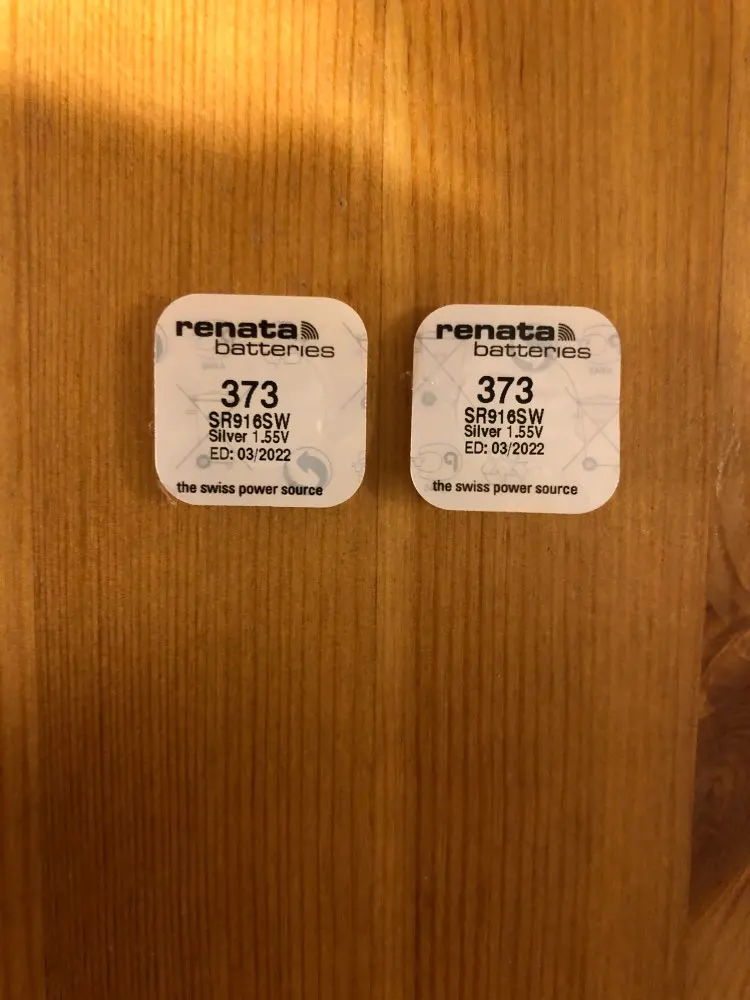 renata
batteries
373
SR916SW
Silver 1.55V
ED: 03/2022
the swiss power source
renata
batteries
373
SR916SW
Silver 1.55V
ED: 03/2022
the swiss power source